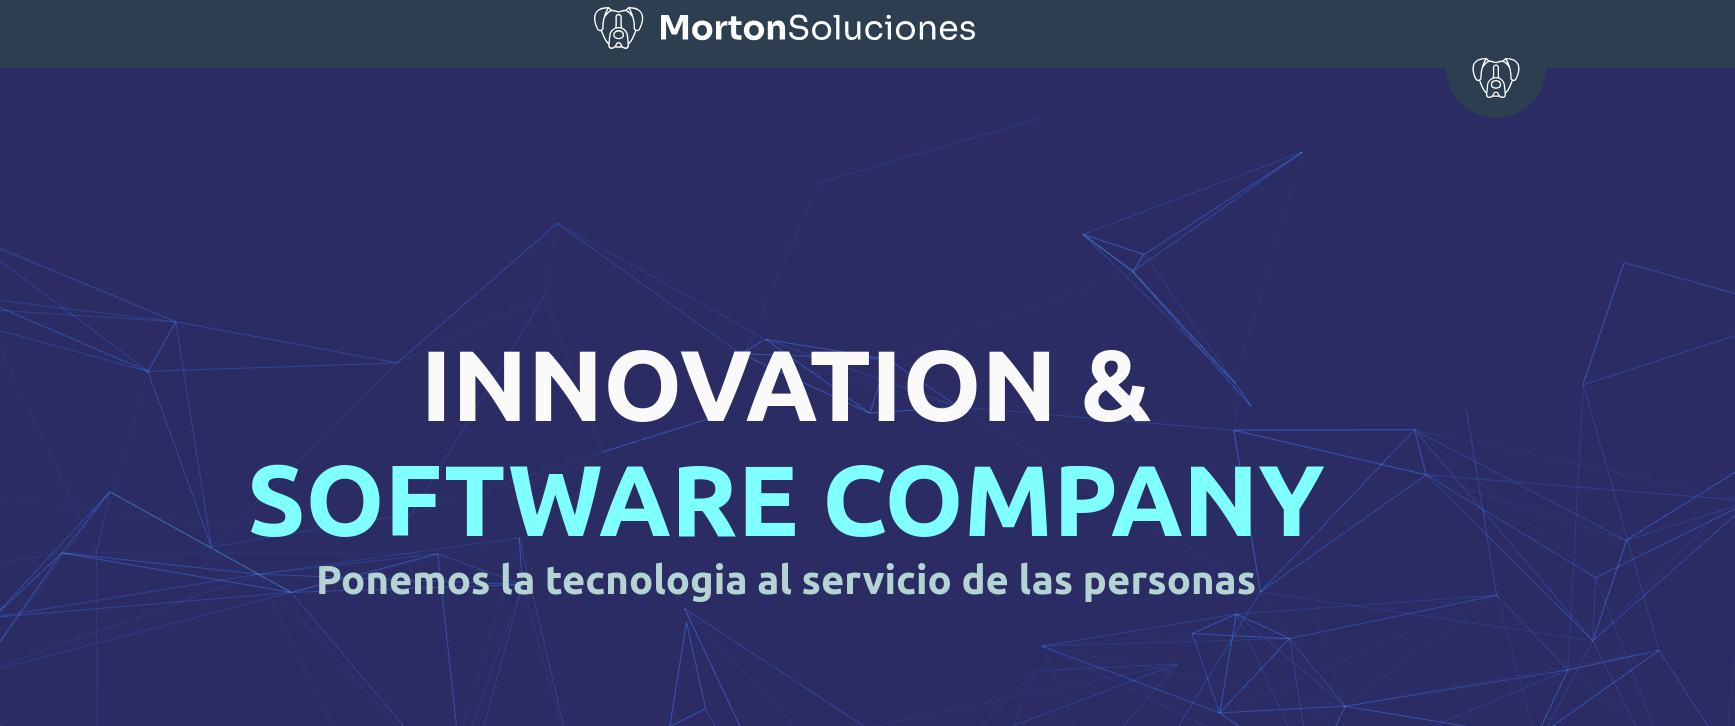 MortonSoluciones
INNOVATION &
SOFTWARE COMPANY
Ponemos la tecnologia al servicio de las personas